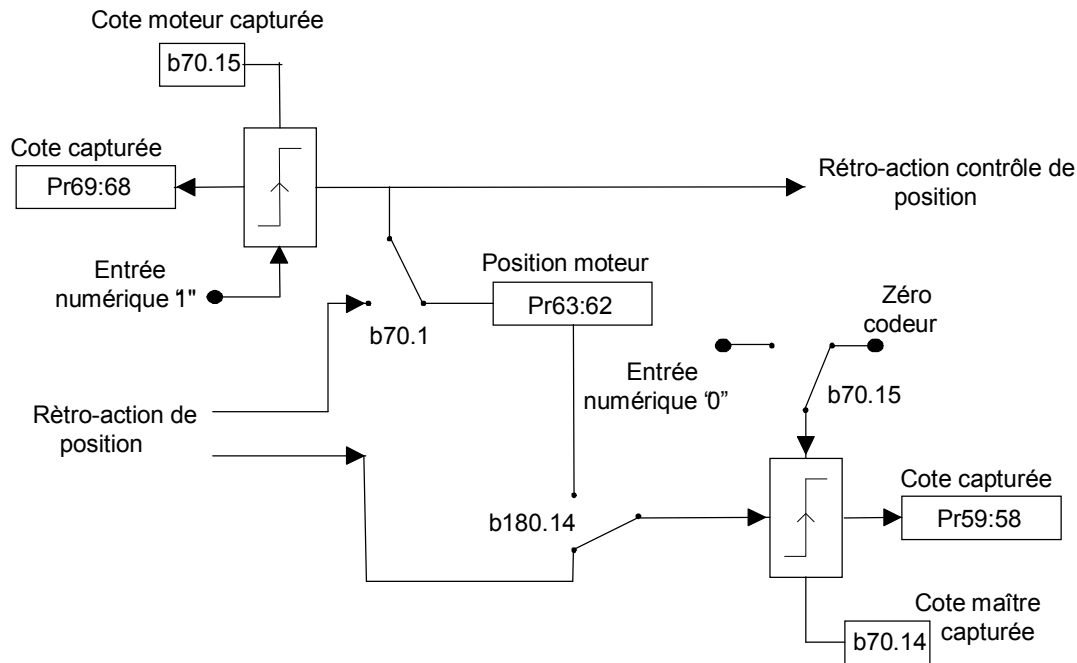 Cote moteur capturée
b70.15
Cote capturée
Pr69:68
Rétro-action contrôle de
position
Entrée
numérique “1"
Position moteur
Pr63:62
b70.1
Zéro
codeur
Entrée
numérique “0”
b70.15
Rètro-action de
position
b180.14
Cote capturée
Pr59:58
Cote maître
capturée
b70.14